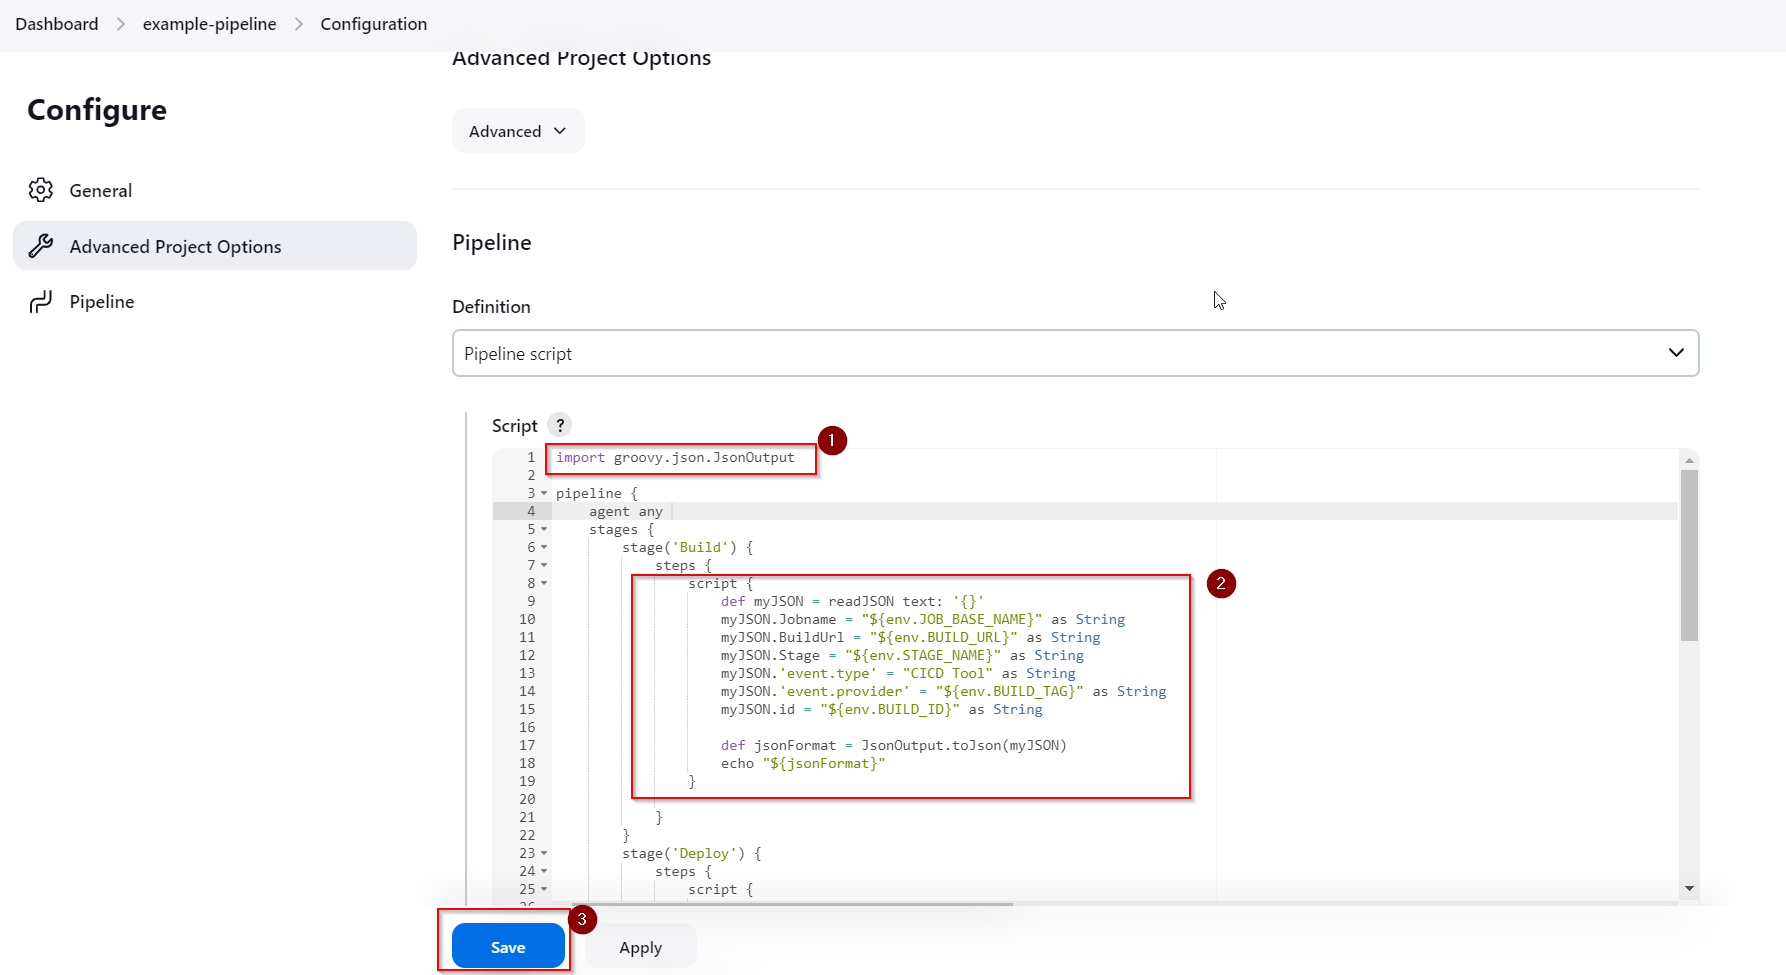 Dashboard > example-pipeline > Configuration
Configure
General
Advanced Project Options
Pipeline
Advanced Project Options
Advanced
Pipeline
Definition
Pipeline script
Script ?
1
1 import groovy.json.JsonOutput
2
3 pipeline {
4     agent any
5     stages {
6         stage('Build') {
7             steps {
2
8                 script {
9                     def myJSON = readJSON text: '{}'
10                     myJSON.Jobname = "${env.JOB_BASE_NAME}" as String
11                     myJSON.BuildUrl = "${env.BUILD_URL}" as String
12                     myJSON.Stage = "${env.STAGE_NAME}" as String
13                     myJSON.'event.type' = "CICD Tool" as String
14                     myJSON.'event.provider' = "${env.BUILD_TAG}" as String
15                     myJSON.id = "${env.BUILD_ID}" as String
16
17                     def jsonFormat = JsonOutput.toJson(myJSON)
18                     echo "${jsonFormat}"
19                 }
20
21             }
22         }
23         stage('Deploy') {
24             steps {
25                 script {
26
3
Save
Apply